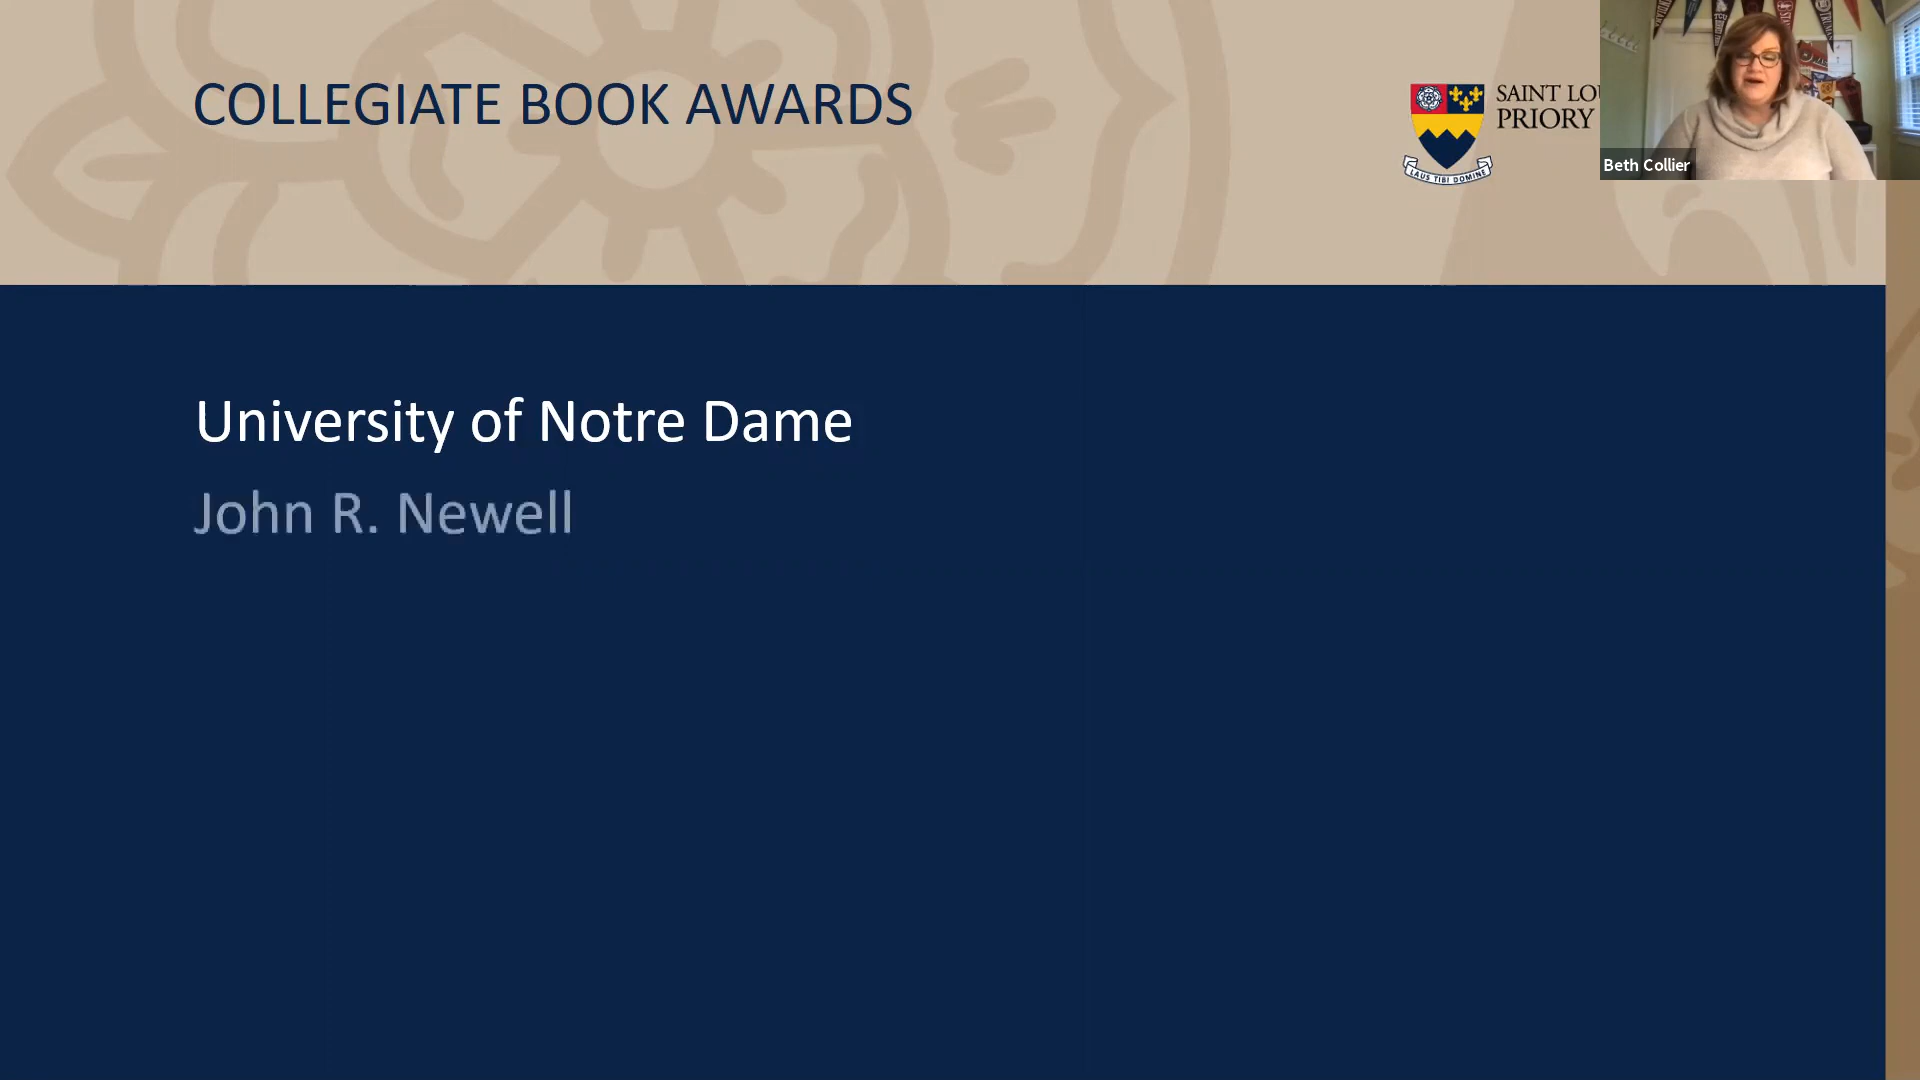 COLLEGIATE BOOK AWARDS
SAINT LOU
PRIORY
LAUS TIBI DOMINE
Beth Collier
University of Notre Dame
John R. Newell